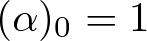 (α)₀ = 1